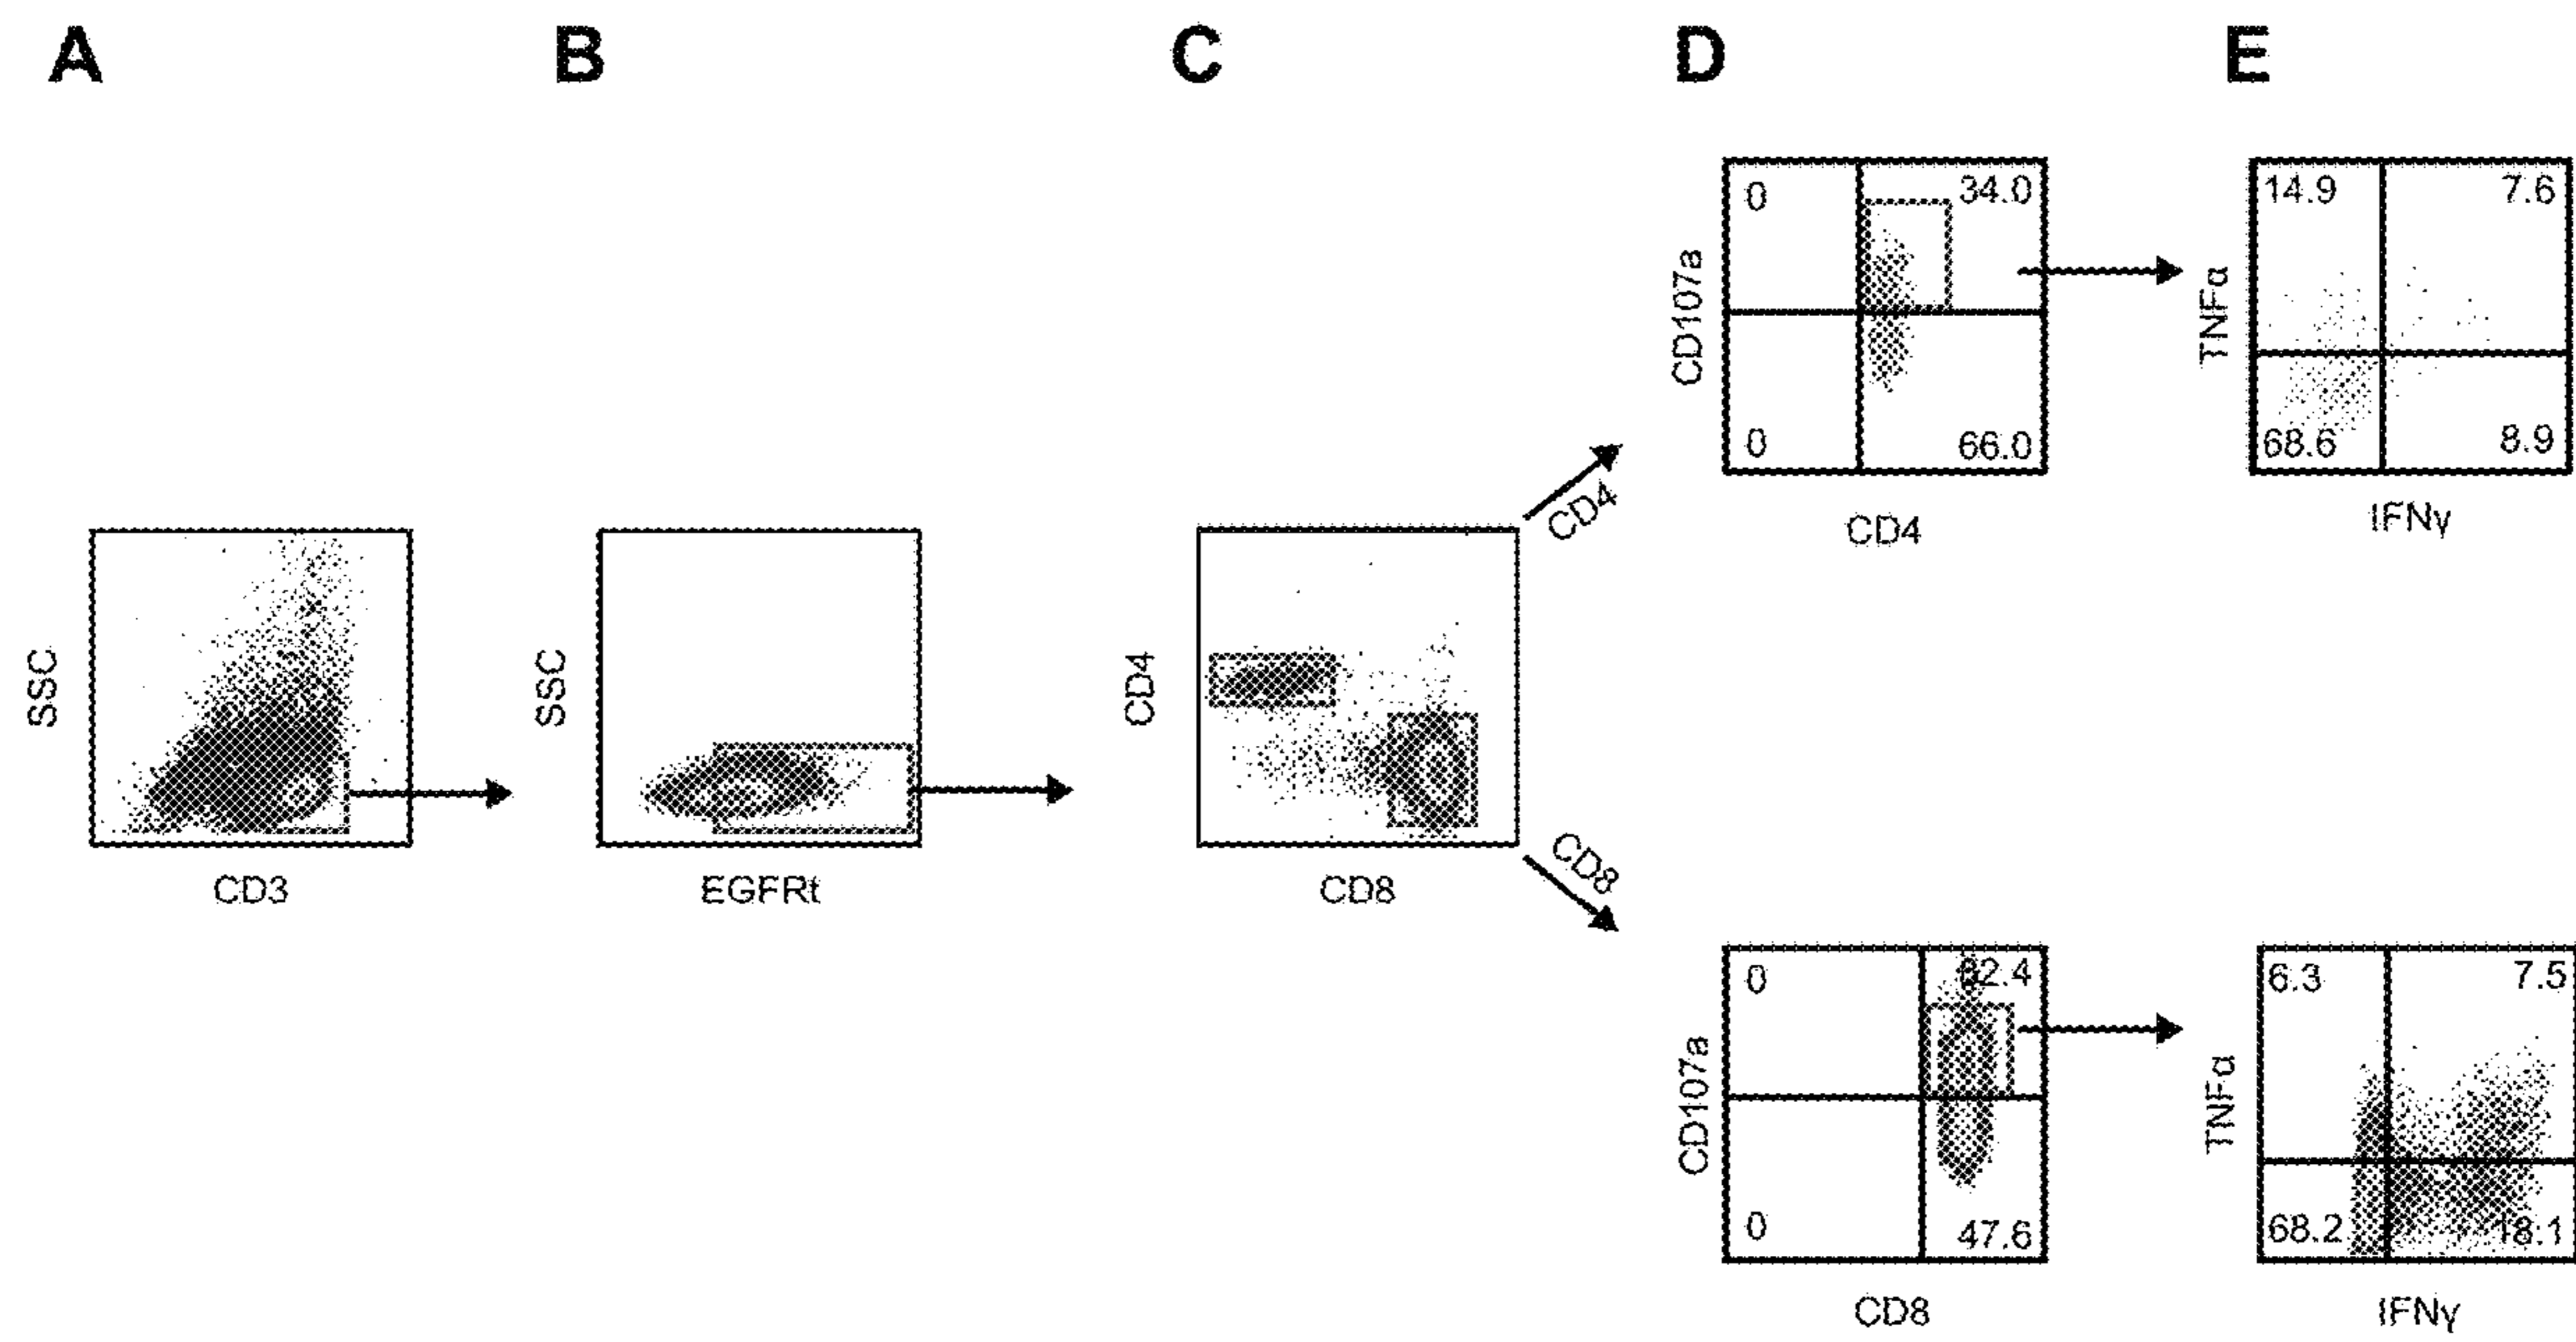 A
B
C
D
E
SSC
CD3
SSC
EGFRt
CD4
CD8
CD4
CD8
0
34.0
0
66.0
CD107a
CD4
14.9
7.6
68.6
8.9
TNFα
IFNγ
0
0
47.6
CD107a
CD8
6.3
7.5
68.2
18.1
TNFα
IFNγ